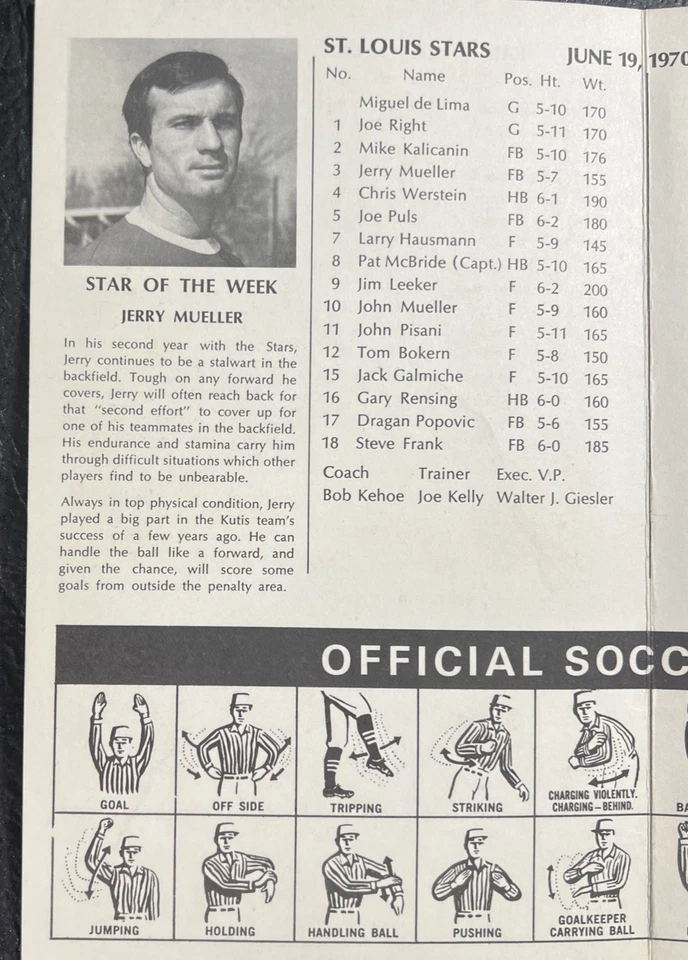 STAR OF THE WEEK
JERRY MUELLER
In his second year with the Stars,
Jerry continues to be a stalwart in the
backfield. Tough on any forward he
covers, Jerry will often reach back for
that "second effort" to cover up for
one of his teammates in the backfield.
His endurance and stamina carry him
through difficult situations which other
players find to be unbearable.
Always in top physical condition, Jerry
played a big part in the Kutis team's
success of a few years ago. He can
handle the ball like a forward, and
given the chance, will score some
goals from outside the penalty area.
ST. LOUIS STARS JUNE 19, 1970
No. Name Pos. Ht. Wt.
Miguel de Lima G 5-10 170
1 Joe Right G 5-11 170
2 Mike Kalicanin FB 5-10 176
3 Jerry Mueller FB 5-7 155
4 Chris Werstein HB 6-1 190
5 Joe Puls FB 6-2 180
7 Larry Hausmann F 5-9 145
8 Pat McBride (Capt.) HB 5-10 165
9 Jim Leeker F 6-2 200
10 John Mueller F 5-9 160
11 John Pisani F 5-11 165
12 Tom Bokern F 5-8 150
15 Jack Galmiche F 5-10 165
16 Gary Rensing HB 6-0 160
17 Dragan Popovic FB 5-6 155
18 Steve Frank FB 6-0 185
Coach Trainer Exec. V.P.
Bob Kehoe Joe Kelly Walter J. Giesler
OFFICIAL SOCC
GOAL
OFF SIDE
TRIPPING
STRIKING
CHARGING VIOLENTLY.
CHARGING—BEHIND.
BA
JUMPING
HOLDING
HANDLING BALL
PUSHING
GOALKEEPER
CARRYING BALL